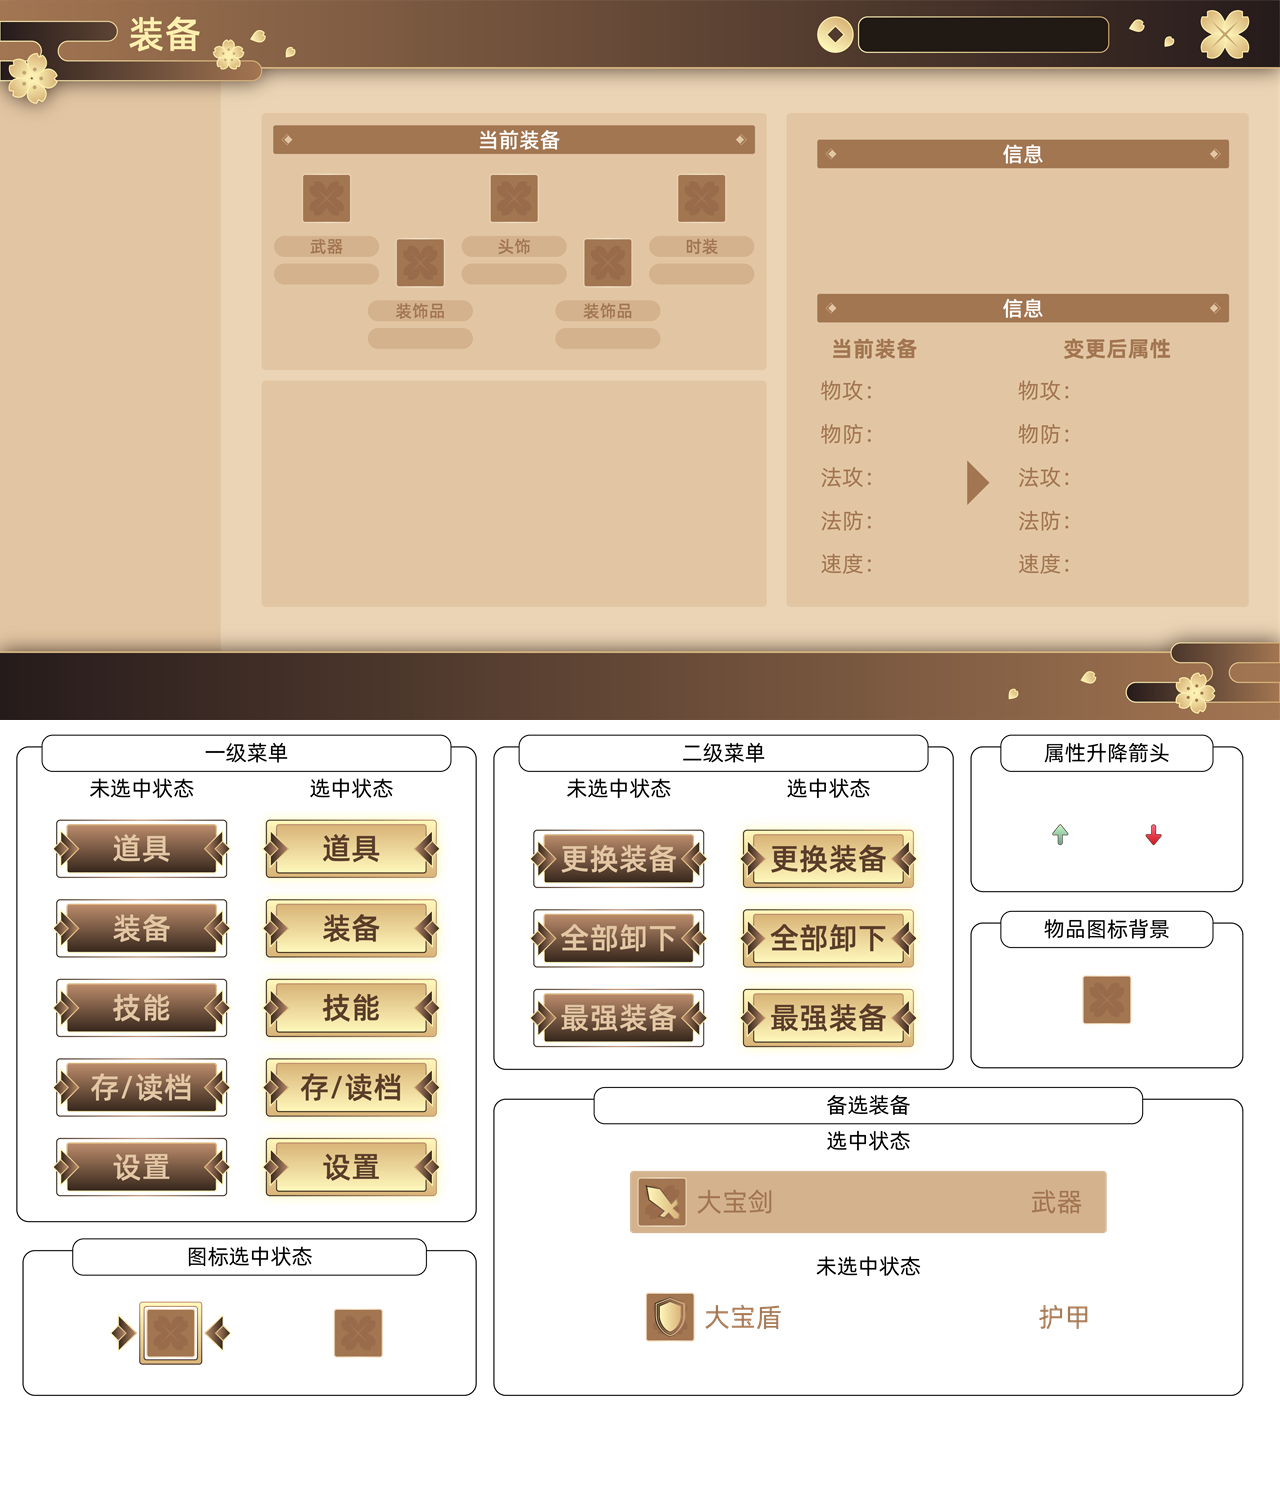 装备
当前装备
武器
头饰
时装
装饰品
装饰品
信息
信息
当前装备
变更后属性
物攻：
物攻：
物防：
物防：
法攻：
法攻：
法防：
法防：
速度：
速度：
一级菜单
未选中状态
选中状态
道具
道具
装备
装备
技能
技能
存/读档
存/读档
设置
设置
二级菜单
未选中状态
选中状态
更换装备
更换装备
全部卸下
全部卸下
最强装备
最强装备
属性升降箭头
物品图标背景
图标选中状态
备选装备
选中状态
大宝剑
武器
未选中状态
大宝盾
护甲